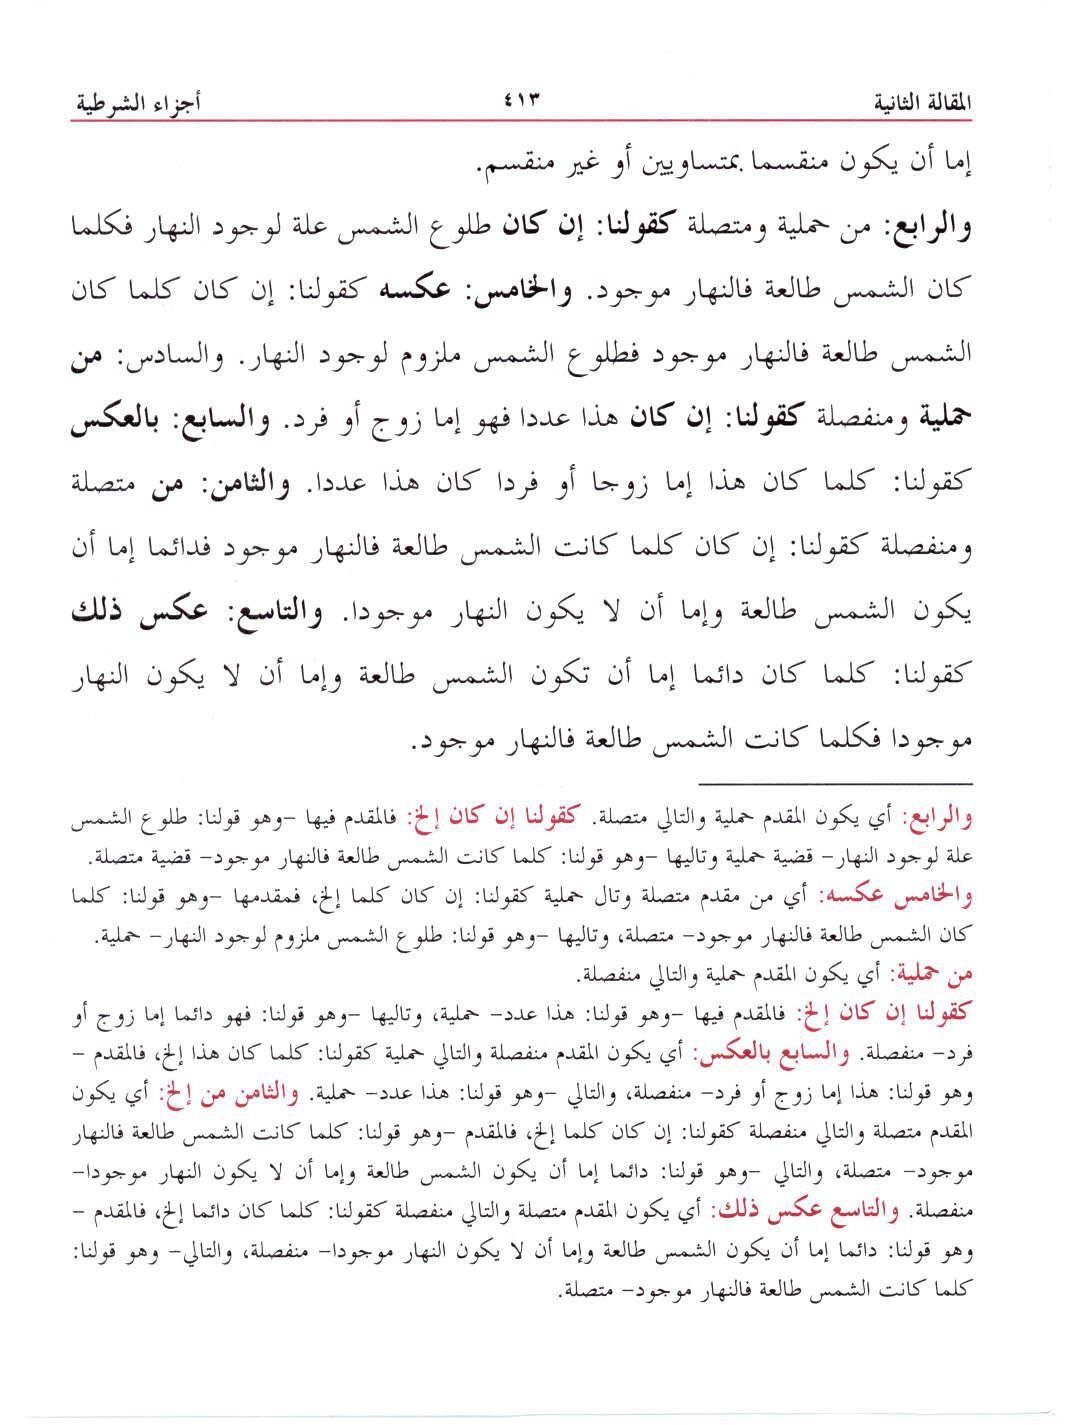 المقالة الثانية ٤١٣ أجزاء الشرطية
إما أن يكون منقسما بمتساويين أو غير منقسم.
والرابع: من حملية ومتصلة كقولنا: إن كان طلوع الشمس علة لوجود النهار فكلما
كان الشمس طالعة فالنهار موجود. والخامس: عكسه كقولنا: إن كان كلما كان
الشمس طالعة فالنهار موجود فطلوع الشمس ملزوم لوجود النهار. والسادس: من
حملية ومنفصلة كقولنا: إن كان هذا عددا فهو إما زوج أو فرد. والسابع: بالعكس
كقولنا: كلما كان هذا إما زوجا أو فردا كان هذا عددا. والثامن: من متصلة
ومنفصلة كقولنا: إن كان كلما كانت الشمس طالعة فالنهار موجود فدائما إما أن
يكون الشمس طالعة وإما أن لا يكون النهار موجودا. والتاسع: عكس ذلك
كقولنا: كلما كان دائما إما أن تكون الشمس طالعة وإما أن لا يكون النهار
موجودا فكلما كانت الشمس طالعة فالنهار موجود.
والرابع: أي يكون المقدم حملية والتالي متصلة. كقولنا إن كان إلخ: فالمقدم فيها –وهو قولنا: طلوع الشمس
علة لوجود النهار– قضية حملية وتاليها –وهو قولنا: كلما كانت الشمس طالعة فالنهار موجود– قضية متصلة.
والخامس عكسه: أي من مقدم متصلة وتال حملية كقولنا: إن كان كلما إلخ، فمقدمها –وهو قولنا: كلما
كان الشمس طالعة فالنهار موجود– متصلة، وتاليها –وهو قولنا: طلوع الشمس ملزوم لوجود النهار– حملية.
من حملية: أي يكون المقدم حملية والتالي منفصلة.
كقولنا إن كان إلخ: فالمقدم فيها –وهو قولنا: هذا عدد– حملية، وتاليها –وهو قولنا: فهو دائما إما زوج أو
فرد– منفصلة. والسابع بالعكس: أي يكون المقدم منفصلة والتالي حملية كقولنا: كلما كان هذا إلخ، فالمقدم –
وهو قولنا: هذا إما زوج أو فرد– منفصلة، والتالي –وهو قولنا: هذا عدد– حملية. والثامن من إلخ: أي يكون
المقدم متصلة والتالي منفصلة كقولنا: إن كان كلما إلخ، فالمقدم –وهو قولنا: كلما كانت الشمس طالعة فالنهار
موجود– متصلة، والتالي –وهو قولنا: دائما إما أن يكون الشمس طالعة وإما أن لا يكون النهار موجودا–
منفصلة. والتاسع عكس ذلك: أي يكون المقدم متصلة والتالي منفصلة كقولنا: كلما كان دائما إلخ، فالمقدم –
وهو قولنا: دائما إما أن يكون الشمس طالعة وإما أن لا يكون النهار موجودا– منفصلة، والتالي– وهو قولنا:
كلما كانت الشمس طالعة فالنهار موجود– متصلة.